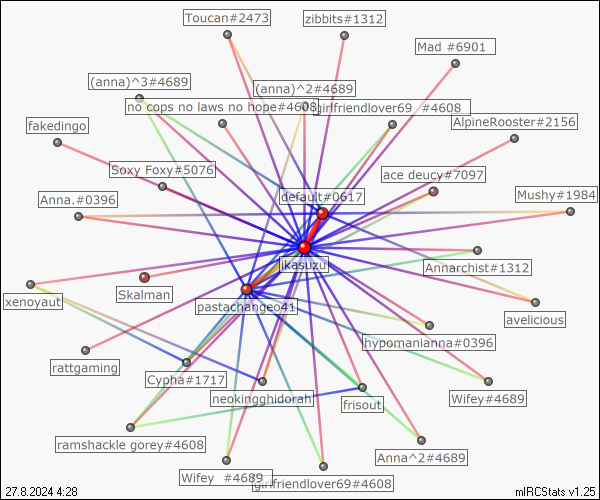 Toucan#2473
zibbits#1312
Mad #6901
(anna)^3#4689
(anna)^2#4689
no cops no laws no hope#4608
girlfriendlover69 #4608
fakedingo
AlpineRooster#2156
Soxy Foxy#5076
ace deucy#7097
Anna.#0396
default#0617
Mushy#1984
ikasuzu
Annarchist#1312
xenoyaut
Skalman
pastachangeo41
avelicious
hypomanianna#0396
rattgaming
Cypha#1717
neokingghidorah
frisout
Wifey#4689
ramshackle gorey#4608
Anna^2#4689
Wifey #4689
girlfriendlover69#4608
27.8.2024 4:28
mIRCStats v1.25